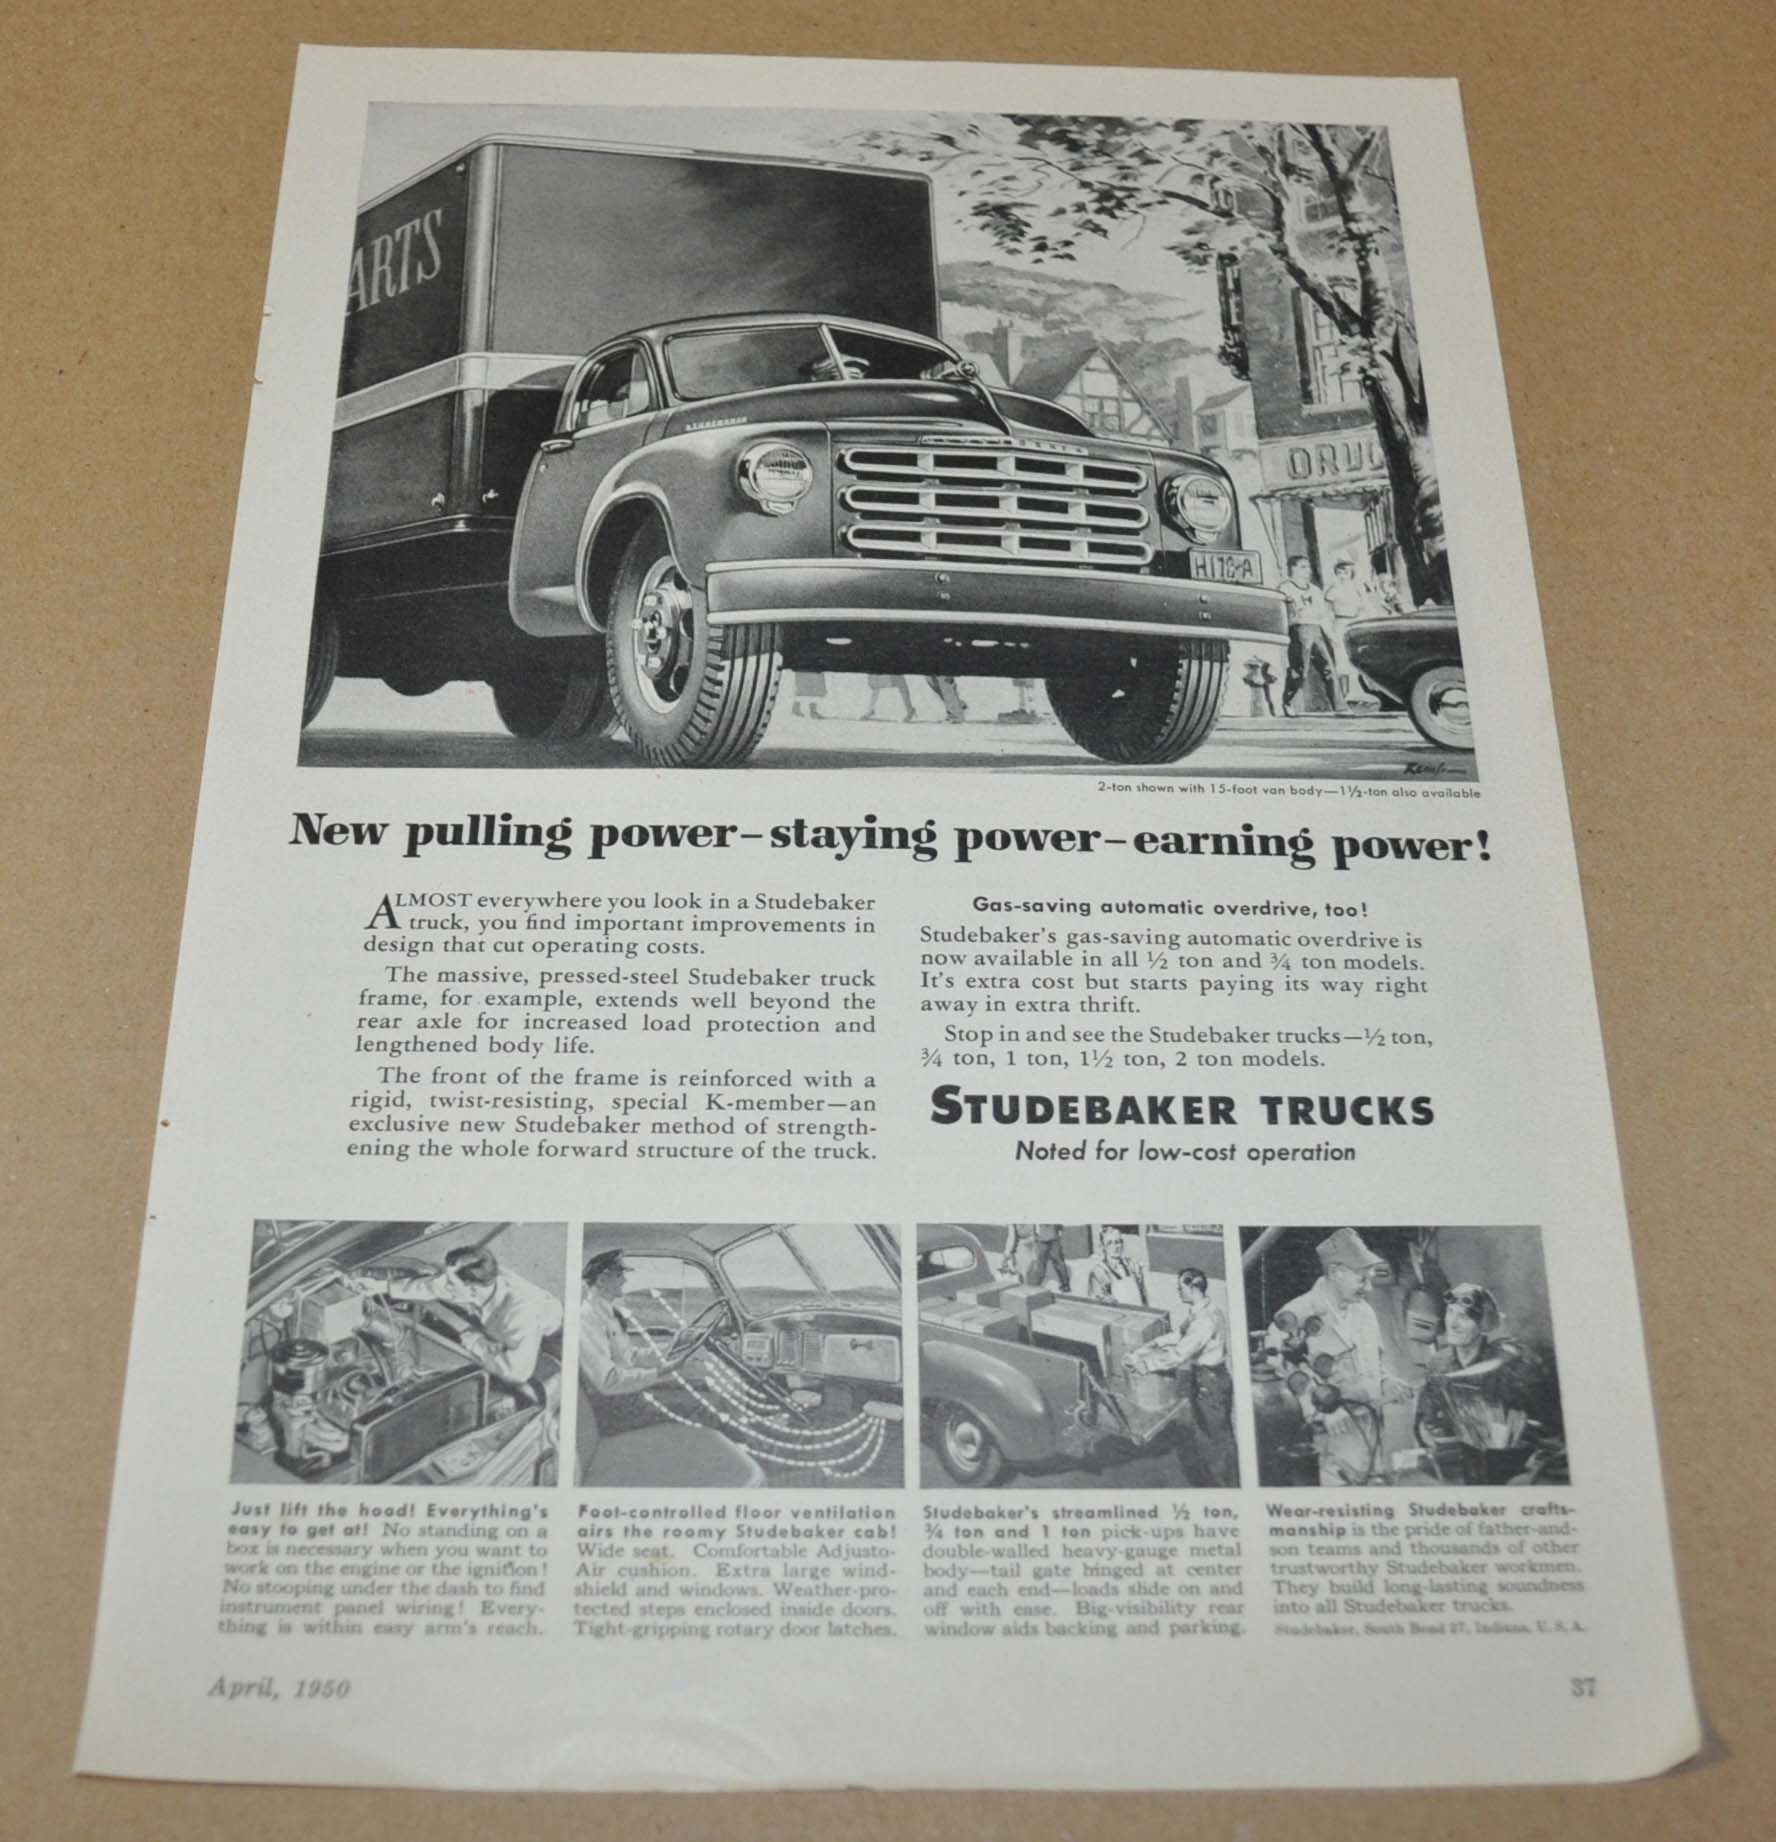 ARTS
STUDEBAKER
STUDEBAKER
DRUG
2-ton shown with 15-foot van body—1½-ton also available
New pulling power–staying power–earning power!
ALMOST everywhere you look in a Studebaker
truck, you find important improvements in
design that cut operating costs.
The massive, pressed-steel Studebaker truck
frame, for example, extends well beyond the
rear axle for increased load protection and
lengthened body life.
The front of the frame is reinforced with a
rigid, twist-resisting, special K-member—an
exclusive new Studebaker method of strength-
ening the whole forward structure of the truck.
Gas-saving automatic overdrive, too!
Studebaker's gas-saving automatic overdrive is
now available in all ½ ton and ¾ ton models.
It's extra cost but starts paying its way right
away in extra thrift.
Stop in and see the Studebaker trucks—½ ton,
¾ ton, 1 ton, 1½ ton, 2 ton models.
STUDEBAKER TRUCKS
Noted for low-cost operation
Just lift the hood! Everything's
easy to get at! No standing on a
box is necessary when you want to
work on the engine or the ignition!
No stooping under the dash to find
instrument panel wiring! Every-
thing is within easy arm's reach.
Foot-controlled floor ventilation
airs the roomy Studebaker cab!
Wide seat. Comfortable Adjusto-
Air cushion. Extra large wind-
shield and windows. Weather-pro-
tected steps enclosed inside doors.
Tight-gripping rotary door latches.
Studebaker's streamlined ½ ton,
¾ ton and 1 ton pick-ups have
double-walled heavy-gauge metal
body—tail gate hinged at center
and each end—loads slide on and
off with ease. Big-visibility rear
window aids backing and parking.
Wear-resisting Studebaker crafts-
manship is the pride of father-and-
son teams and thousands of other
trustworthy Studebaker workmen.
They build long-lasting soundness
into all Studebaker trucks.
Studebaker, South Bend 27, Indiana, U.S.A.
April, 1950
37